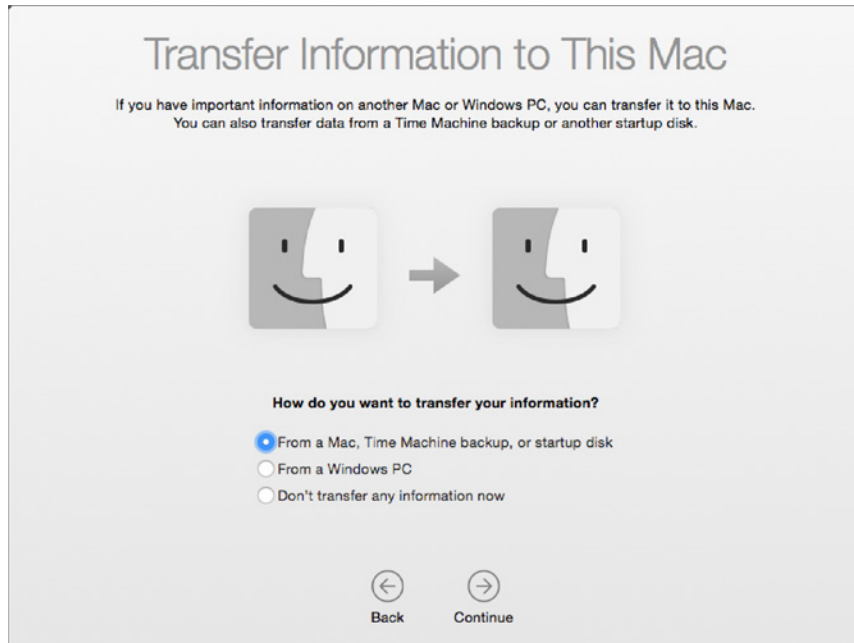 Transfer Information to This Mac
If you have important information on another Mac or Windows PC, you can transfer it to this Mac.
You can also transfer data from a Time Machine backup or another startup disk.
How do you want to transfer your information?
From a Mac, Time Machine backup, or startup disk
From a Windows PC
Don't transfer any information now
Back
Continue